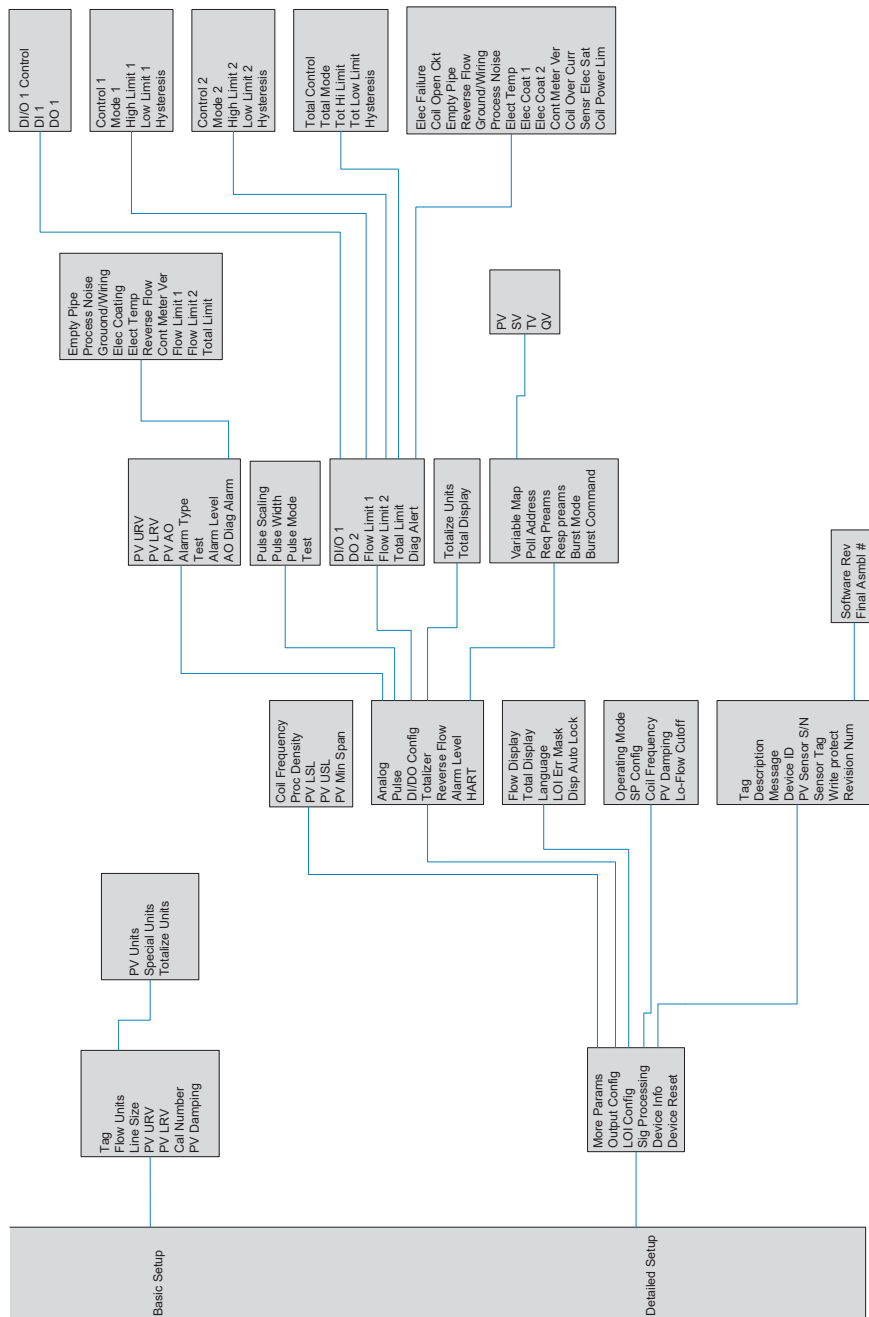 Basic Setup
Detailed Setup
Tag
Flow Units
Line Size
PV URV
PV LRV
Cal Number
PV Damping
PV Units
Special Units
Totalize Units
More Params
Output Config
LOI Config
Sig Processing
Device Info
Device Reset
Coil Frequency
Proc Density
PV LSL
PV USL
PV Min Span
Analog
Pulse
DI/DO Config
Totalizer
Reverse Flow
Alarm Level
HART
Flow Display
Total Display
Language
LOI Err Mask
Disp Auto Lock
Operating Mode
SP Config
Coil Frequency
PV Damping
Lo-Flow Cutoff
Tag
Description
Message
Device ID
PV Sensor S/N
Sensor Tag
Write protect
Revision Num
Software Rev
Final Asmbl #
PV URV
PV LRV
PV AO
Alarm Type
Test
Alarm Level
AO Diag Alarm
Pulse Scaling
Pulse Width
Pulse Mode
Test
DI/O 1
DO 2
Flow Limit 1
Flow Limit 2
Total Limit
Diag Alert
Totalize Units
Total Display
Variable Map
Poll Address
Req Preams
Resp preams
Burst Mode
Burst Command
Empty Pipe
Process Noise
Grouond/Wiring
Elec Coating
Elect Temp
Reverse Flow
Cont Meter Ver
Flow Limit 1
Flow Limit 2
Total Limit
PV
SV
TV
QV
DI/O 1 Control
DI 1
DO 1
Control 1
Mode 1
High Limit 1
Low Limit 1
Hysteresis
Control 2
Mode 2
High Limit 2
Low Limit 2
Hysteresis
Total Control
Total Mode
Tot Hi Limit
Tot Low Limit
Hysteresis
Elec Failure
Coil Open Ckt
Empty Pipe
Reverse Flow
Ground/Wiring
Process Noise
Elect Temp
Elec Coat 1
Elec Coat 2
Cont Meter Ver
Coil Over Curr
Sensr Elec Sat
Coil Power Lim